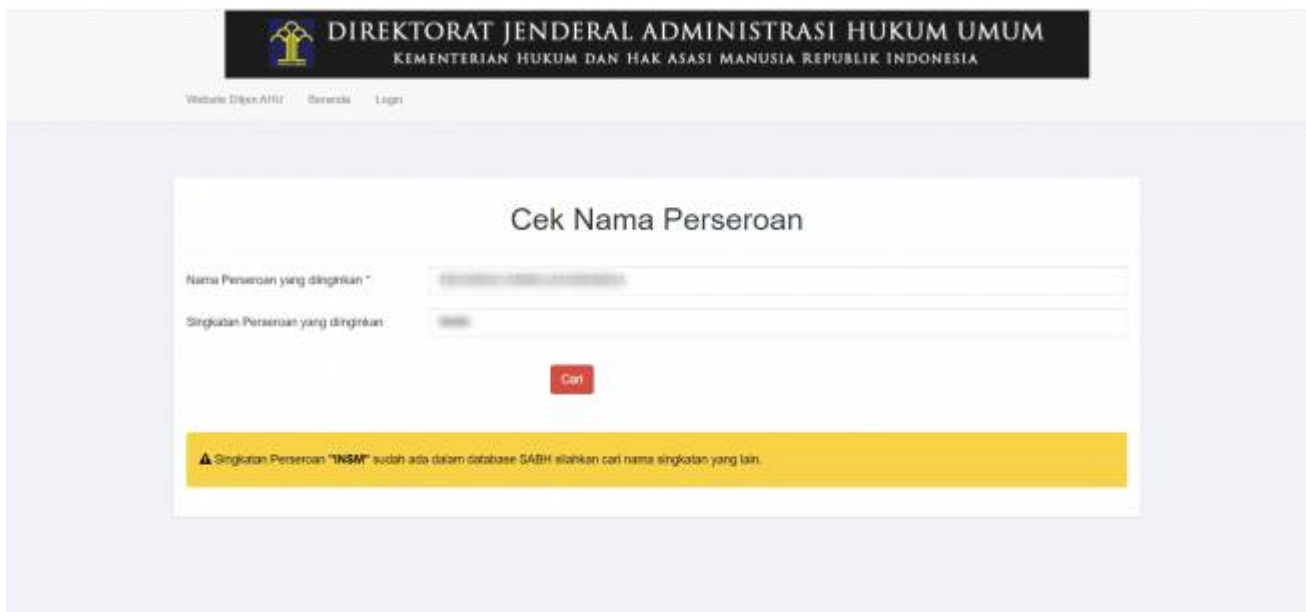 DIREKTORAT JENDERAL ADMINISTRASI HUKUM UMUM
KEMENTERIAN HUKUM DAN HAK ASASI MANUSIA REPUBLIK INDONESIA
Website Ditjen AHU Beranda Login
Cek Nama Perseroan
Nama Perseroan yang diinginkan *
Singkatan Perseroan yang diinginkan
Cari
Singkatan Perseroan "INSM" sudah ada dalam database SABH silahkan cari nama singkatan yang lain.